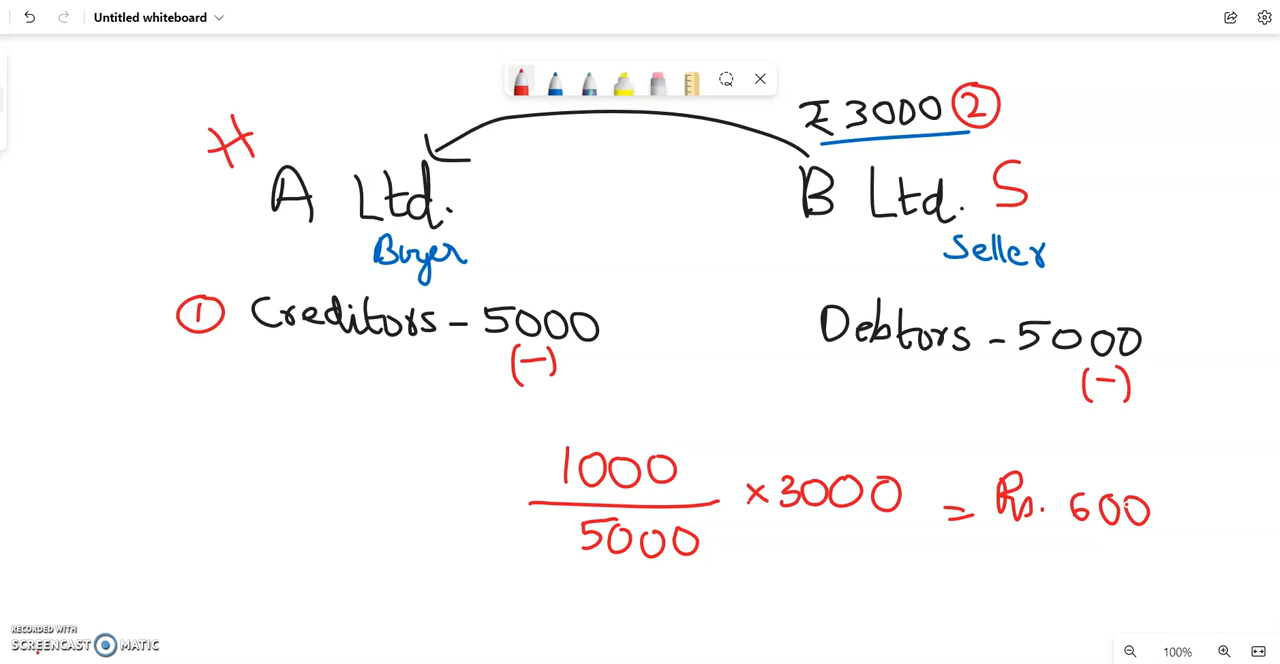 Untitled whiteboard
₹ 3000 ②
H
A Ltd.
B Ltd. S
Buyer
Seller
① Creditors - 5000
(-)
Debtors - 5000
(-)
1000
5000
× 3000 = Rs. 600
RECORDED WITH
SCREENCAST MATIC
100%